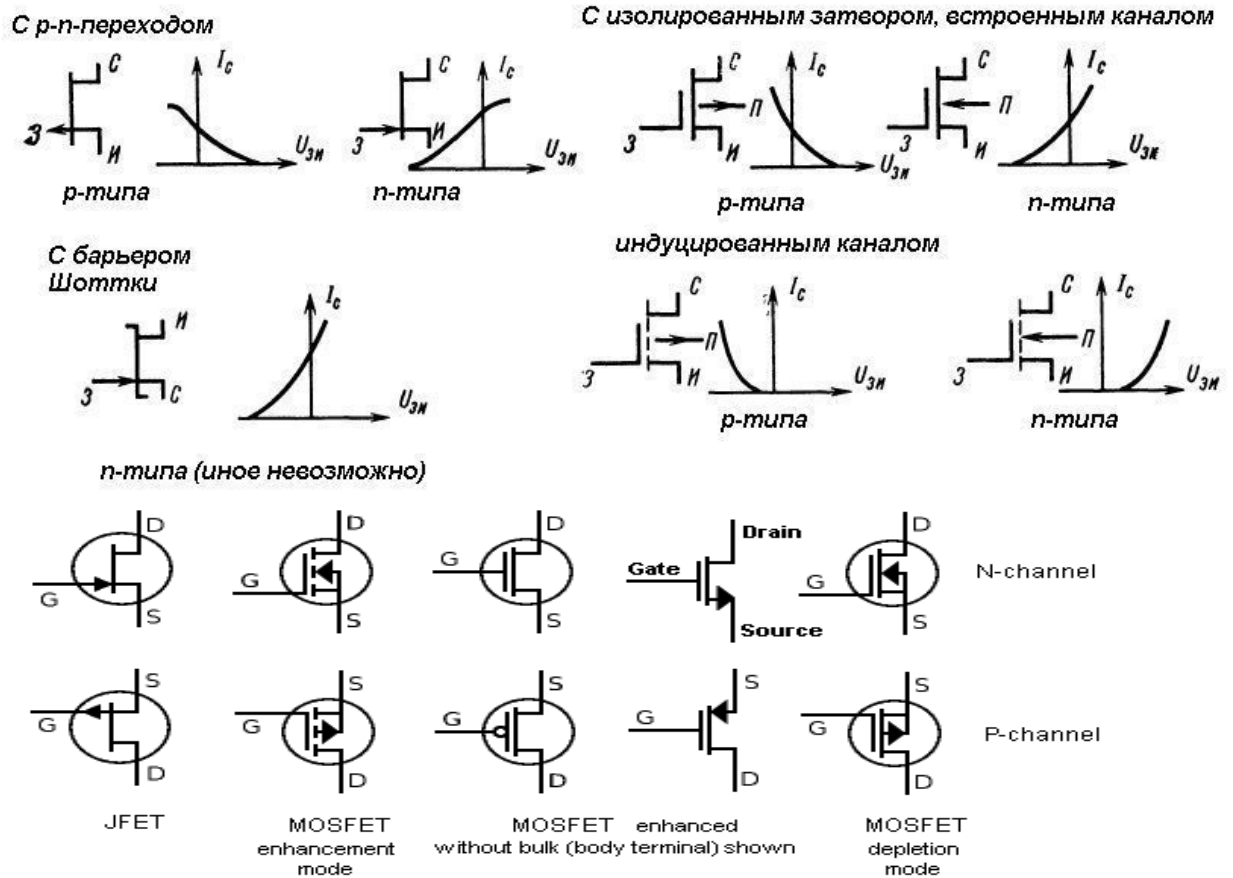 С p-n-переходом
С изолированным затвором, встроенным каналом
З
С
И
Iс
Uзи
p-типа
З
С
И
Iс
Uзи
n-типа
З
С
П
И
Iс
Uзи
p-типа
З
С
П
И
Iс
Uзи
n-типа
С барьером
Шоттки
З
И
С
Iс
Uзи
n-типа (иное невозможно)
индуцированным каналом
З
С
П
И
Iс
Uзи
p-типа
З
С
П
И
Iс
Uзи
n-типа
D
G
S
D
G
S
D
G
S
Drain
Gate
Source
D
G
S
N-channel
S
G
D
S
G
D
S
G
D
S
G
D
S
G
D
P-channel
JFET
MOSFET
enhancement
mode
MOSFET enhanced
without bulk (body terminal) shown
MOSFET
depletion
mode